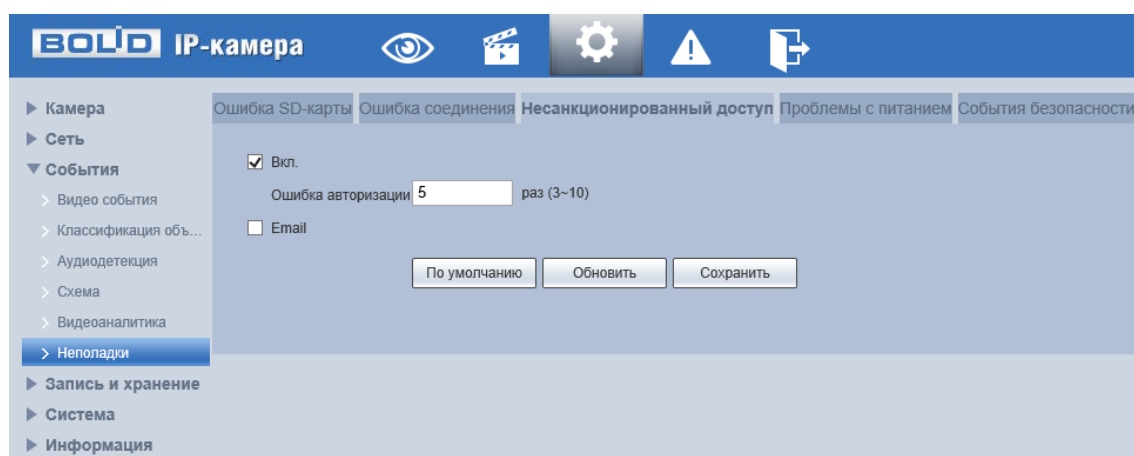 BOLID IP-камера
Ошибка SD-карты Ошибка соединения Несанкционированный доступ Проблемы с питанием События безопасности
Камера
Сеть
События
Видео события
Классификация объ...
Аудиодетекция
Схема
Видеоаналитика
Неполадки
Запись и хранение
Система
Информация
Вкл.
Ошибка авторизации 5 раз (3~10)
Email
По умолчанию Обновить Сохранить